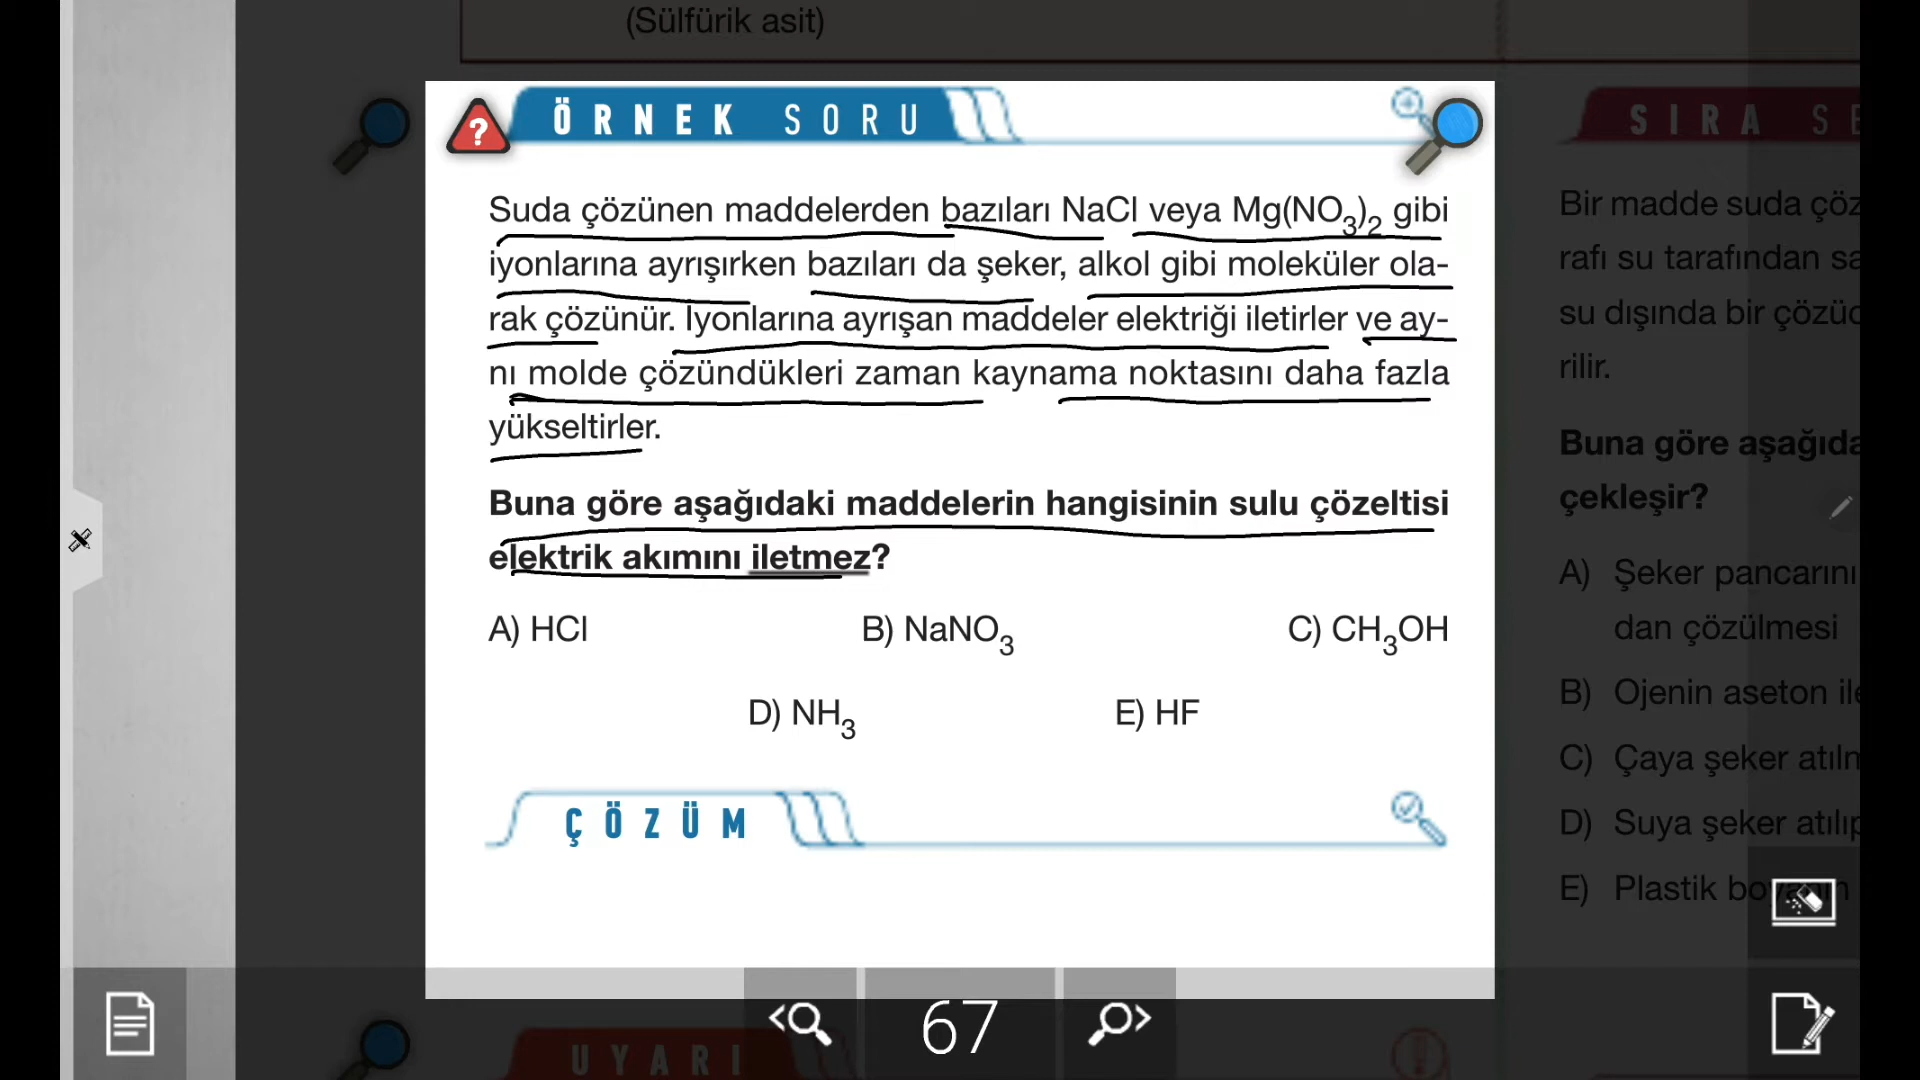 (Sülfürik asit)
? ÖRNEK SORU
Suda çözünen maddelerden bazıları NaCl veya Mg(NO3)2 gibi
iyonlarına ayrışırken bazıları da şeker, alkol gibi moleküler ola-
rak çözünür. Iyonlarına ayrışan maddeler elektriği iletirler ve ay-
nı molde çözündükleri zaman kaynama noktasını daha fazla
yükseltirler.
Buna göre aşağıdaki maddelerin hangisinin sulu çözeltisi
elektrik akımını iletmez?
A) HCl B) NaNO3 C) CH3OH
D) NH3 E) HF
ÇÖZÜM
SIRA SE
Bir madde suda çöz
rafı su tarafından sa
su dışında bir çözüc
rilir.
Buna göre aşağıda
çekleşir?
A) Şeker pancarını
dan çözülmesi
B) Ojenin aseton ile
C) Çaya şeker atıln
D) Suya şeker atılıp
E) Plastik boyanın
67
UYARI